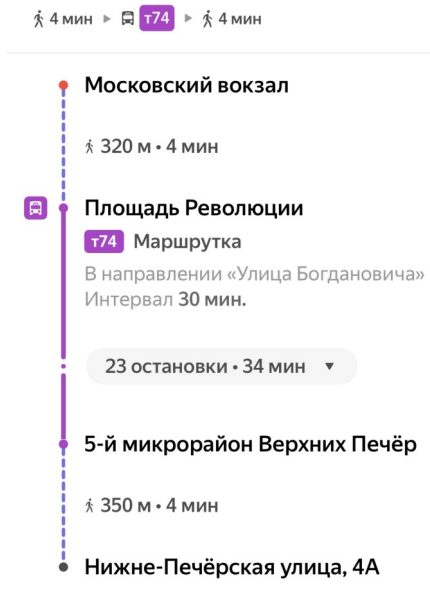 4 мин ▸ т74 ▸ 4 мин
Московский вокзал
320 м • 4 мин
Площадь Революции
т74 Маршрутка
В направлении «Улица Богдановича»
Интервал 30 мин.
23 остановки • 34 мин ▼
5-й микрорайон Верхних Печёр
350 м • 4 мин
Нижне-Печёрская улица, 4А